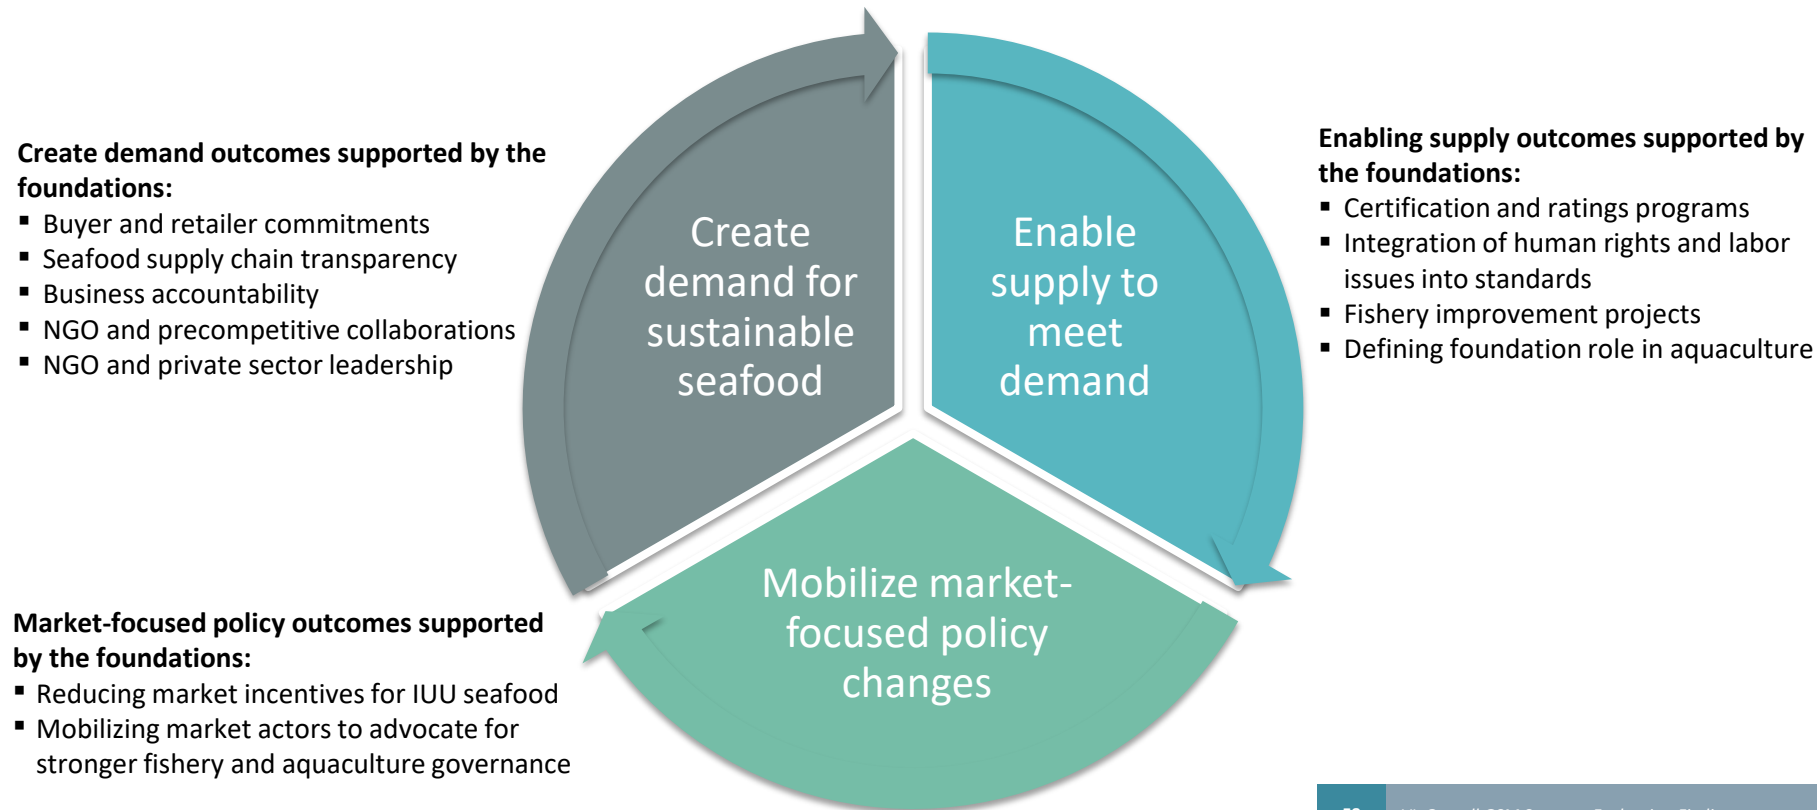 Create demand outcomes supported by the
foundations:
▪ Buyer and retailer commitments
▪ Seafood supply chain transparency
▪ Business accountability
▪ NGO and precompetitive collaborations
▪ NGO and private sector leadership
Create
demand for
sustainable
seafood
Enable
supply to
meet
demand
Enabling supply outcomes supported by
the foundations:
▪ Certification and ratings programs
▪ Integration of human rights and labor
issues into standards
▪ Fishery improvement projects
▪ Defining foundation role in aquaculture
Mobilize market-
focused policy
changes
Market-focused policy outcomes supported
by the foundations:
▪ Reducing market incentives for IUU seafood
▪ Mobilizing market actors to advocate for
stronger fishery and aquaculture governance